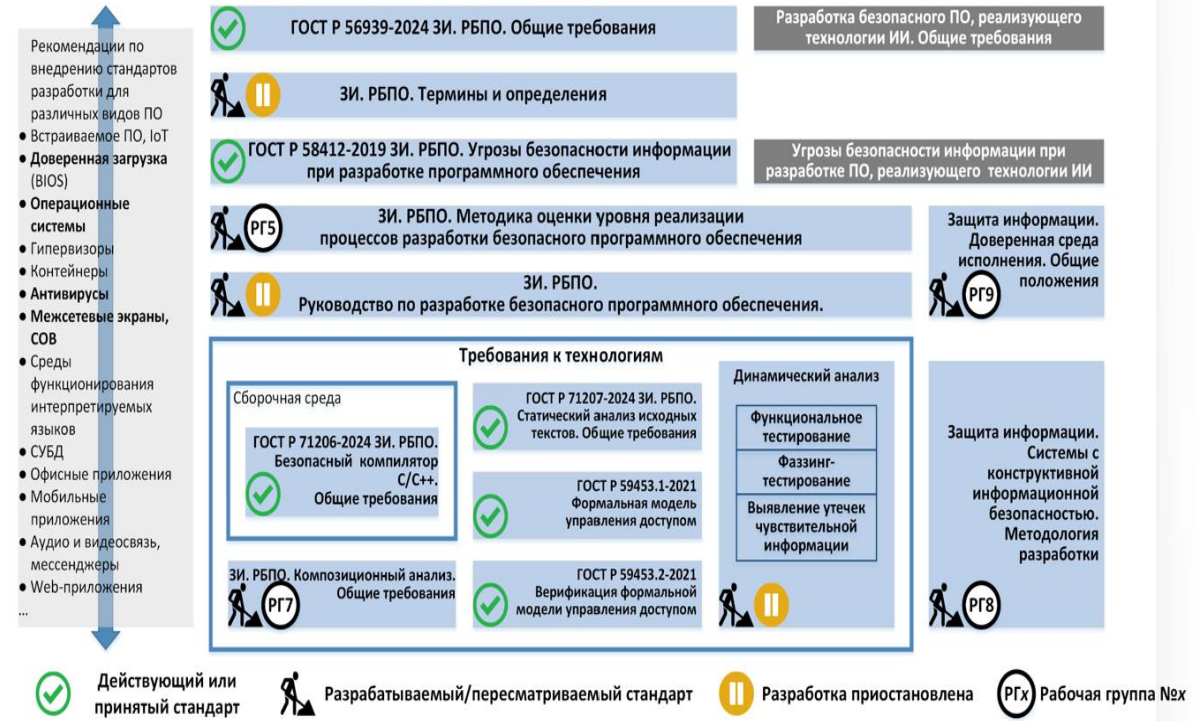 Рекомендации по
внедрению стандартов
разработки для
различных видов ПО
● Встраиваемое ПО, IoT
● Доверенная загрузка
(BIOS)
● Операционные
системы
● Гипервизоры
● Контейнеры
● Антивирусы
● Межсетевые экраны,
СОВ
● Среды
функционирования
интерпретируемых
языков
● СУБД
● Офисные приложения
● Мобильные
приложения
● Аудио и видеосвязь,
мессенджеры
● Web-приложения
...
ГОСТ Р 56939-2024 ЗИ. РБПО. Общие требования
Разработка безопасного ПО, реализующего
технологии ИИ. Общие требования
ЗИ. РБПО. Термины и определения
ГОСТ Р 58412-2019 ЗИ. РБПО. Угрозы безопасности информации
при разработке программного обеспечения
Угрозы безопасности информации при
разработке ПО, реализующего технологии ИИ
РГ5
ЗИ. РБПО. Методика оценки уровня реализации
процессов разработки безопасного программного обеспечения
ЗИ. РБПО.
Руководство по разработке безопасного программного обеспечения.
Защита информации.
Доверенная среда
исполнения. Общие
положения
РГ9
Требования к технологиям
Сборочная среда
ГОСТ Р 71206-2024 ЗИ. РБПО.
Безопасный компилятор
С/С++.
Общие требования
ЗИ. РБПО. Композиционный анализ.
Общие требования
РГ7
ГОСТ Р 71207-2024 ЗИ. РБПО.
Статический анализ исходных
текстов. Общие требования
ГОСТ Р 59453.1-2021
Формальная модель
управления доступом
ГОСТ Р 59453.2-2021
Верификация формальной
модели управления доступом
Динамический анализ
Функциональное
тестирование
Фаззинг-
тестирование
Выявление утечек
чувствительной
информации
Защита информации.
Системы с
конструктивной
информационной
безопасностью.
Методология
разработки
РГ8
Действующий или
принятый стандарт
Разрабатываемый/пересматриваемый стандарт
Разработка приостановлена
РГх
Рабочая группа №х